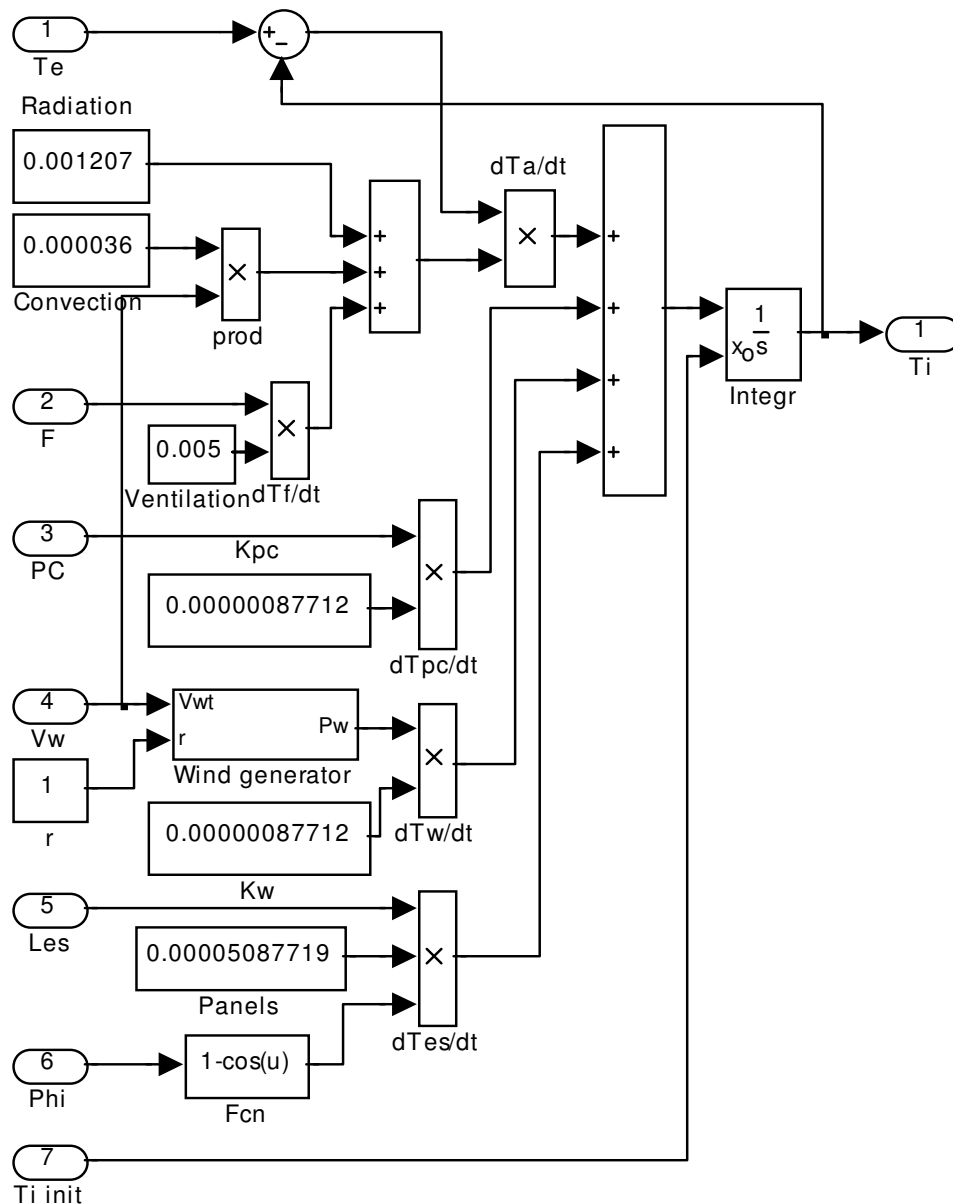 1
Te
+
−
Radiation
0.001207
dTa/dt
0.000036
×
+
×
+
+
Convection
prod
+
+
1
x₀ s
1
Ti
Integr
2
F
×
+
0.005
Ventilation
dTf/dt
+
3
PC
Kpc
×
0.00000087712
dTpc/dt
4
Vw
Vwt
r
Pw
Wind generator
×
1
r
0.00000087712
dTw/dt
Kw
5
Les
0.00005087719
×
Panels
dTes/dt
6
Phi
1-cos(u)
Fcn
7
Ti init